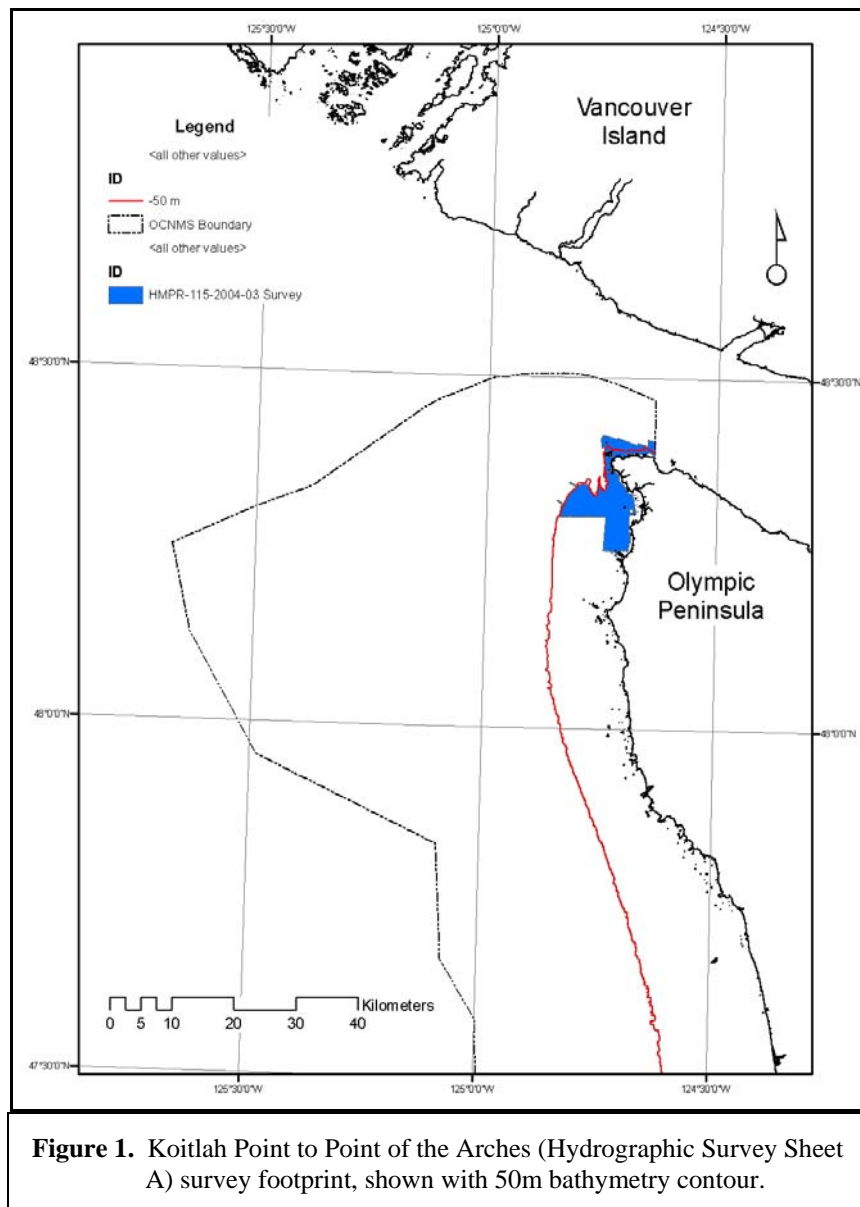 125°30'0"W 125°0'0"W 124°30'0"W
Vancouver
Island
Legend
<all other values>
ID
-50 m
OCNMS Boundary
<all other values>
ID
HMPR-115-2004-03 Survey
48°30'0"N 48°30'0"N
Olympic
Peninsula
48°0'0"N 48°0'0"N
Kilometers
0 5 10 20 30 40
47°30'0"N
125°30'0"W 125°0'0"W 124°30'0"W
Figure 1. Koitlah Point to Point of the Arches (Hydrographic Survey Sheet
A) survey footprint, shown with 50m bathymetry contour.